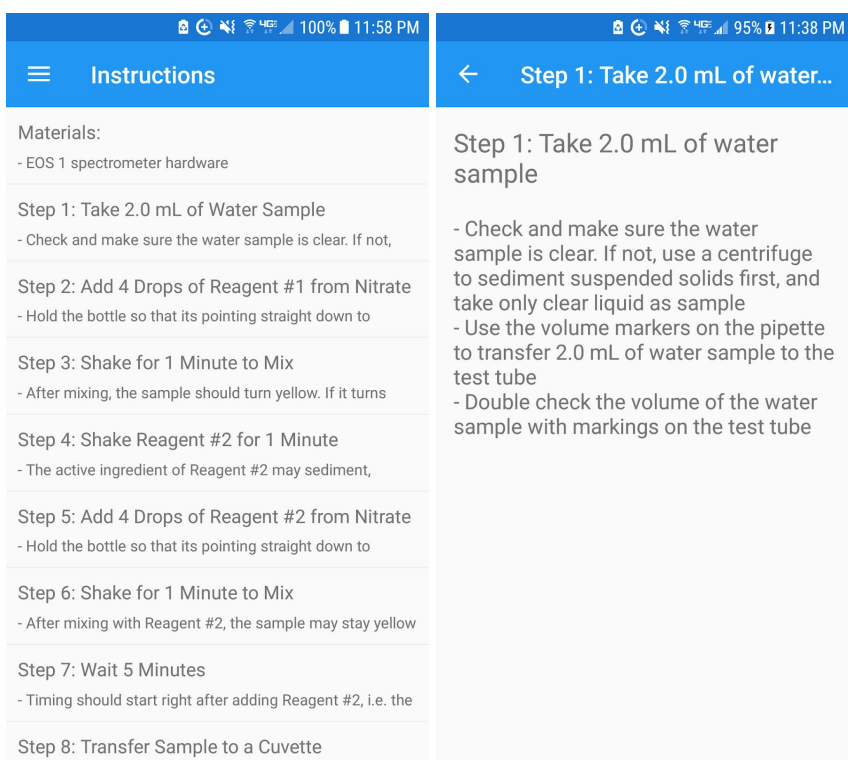 4G 100% 11:58 PM
Instructions
Materials:
- EOS 1 spectrometer hardware
Step 1: Take 2.0 mL of Water Sample
- Check and make sure the water sample is clear. If not,
Step 2: Add 4 Drops of Reagent #1 from Nitrate
- Hold the bottle so that its pointing straight down to
Step 3: Shake for 1 Minute to Mix
- After mixing, the sample should turn yellow. If it turns
Step 4: Shake Reagent #2 for 1 Minute
- The active ingredient of Reagent #2 may sediment,
Step 5: Add 4 Drops of Reagent #2 from Nitrate
- Hold the bottle so that its pointing straight down to
Step 6: Shake for 1 Minute to Mix
- After mixing with Reagent #2, the sample may stay yellow
Step 7: Wait 5 Minutes
- Timing should start right after adding Reagent #2, i.e. the
Step 8: Transfer Sample to a Cuvette
4G 95% 11:38 PM
Step 1: Take 2.0 mL of water...
Step 1: Take 2.0 mL of water
sample
- Check and make sure the water
sample is clear. If not, use a centrifuge
to sediment suspended solids first, and
take only clear liquid as sample
- Use the volume markers on the pipette
to transfer 2.0 mL of water sample to the
test tube
- Double check the volume of the water
sample with markings on the test tube